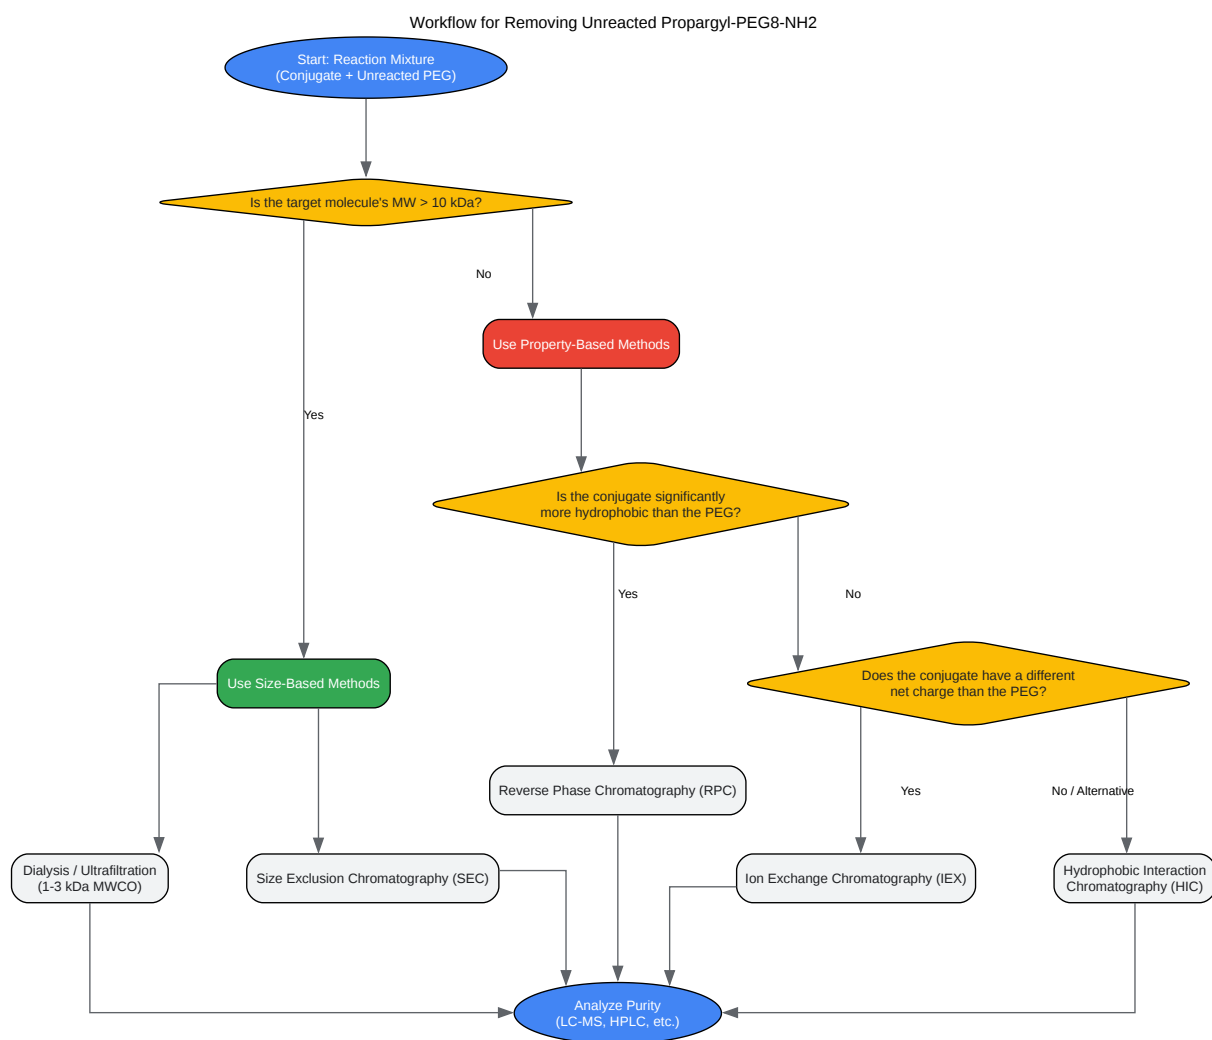 Workflow for Removing Unreacted Propargyl-PEG8-NH2
Start: Reaction Mixture
(Conjugate + Unreacted PEG)
Is the target molecule's MW > 10 kDa?
No
Use Property-Based Methods
Yes
Is the conjugate significantly
more hydrophobic than the PEG?
Yes
No
Use Size-Based Methods
Does the conjugate have a different
net charge than the PEG?
Reverse Phase Chromatography (RPC)
Yes
No / Alternative
Dialysis / Ultrafiltration
(1-3 kDa MWCO)
Size Exclusion Chromatography (SEC)
Ion Exchange Chromatography (IEX)
Hydrophobic Interaction
Chromatography (HIC)
Analyze Purity
(LC-MS, HPLC, etc.)